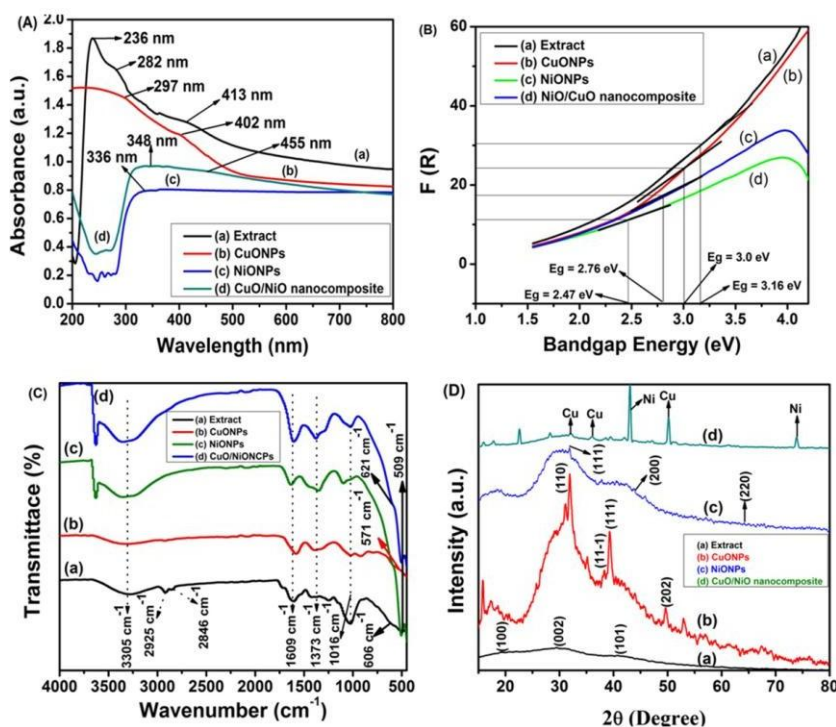 (A)
236 nm
282 nm
297 nm
413 nm
402 nm
348 nm
455 nm
336 nm
(a)
(b)
(c)
(d)
(a) Extract
(b) CuONPs
(c) NiONPs
(d) CuO/NiO nanocomposite
2.0
1.8
1.6
1.4
1.2
1.0
0.8
0.6
0.4
0.2
0.0
200 300 400 500 600 700 800
Absorbance (a.u.)
Wavelength (nm)
(B)
(a) Extract
(b) CuONPs
(c) NiONPs
(d) NiO/CuO nanocomposite
(a)
(b)
(c)
(d)
Eg = 2.76 eV
Eg = 2.47 eV
Eg = 3.0 eV
Eg = 3.16 eV
60
40
20
0
1.0 1.5 2.0 2.5 3.0 3.5 4.0
F (R)
Bandgap Energy (eV)
(C)
(d)
(a) Extract
(b) CuONPs
(c) NiONPs
(d) CuO/NiONCPs
(c)
(b)
(a)
3305 cm-1
2925 cm-1
2846 cm-1
1609 cm-1
1373 cm-1
1016 cm-1
606 cm-1
571 cm-1
621 cm-1
509 cm-1
4000 3500 3000 2500 2000 1500 1000 500
Transmittace (%)
Wavenumber (cm-1)
(D)
Cu
Cu
Ni
Cu
Ni
(d)
(111)
(200)
(220)
(c)
(110)
(11-1)
(111)
(202)
(b)
(100)
(002)
(101)
(a)
(a) Extract
(b) CuONPs
(c) NiONPs
(d) CuO/NiO nanocomposite
20 30 40 50 60 70 80
Intensity (a.u.)
2θ (Degree)